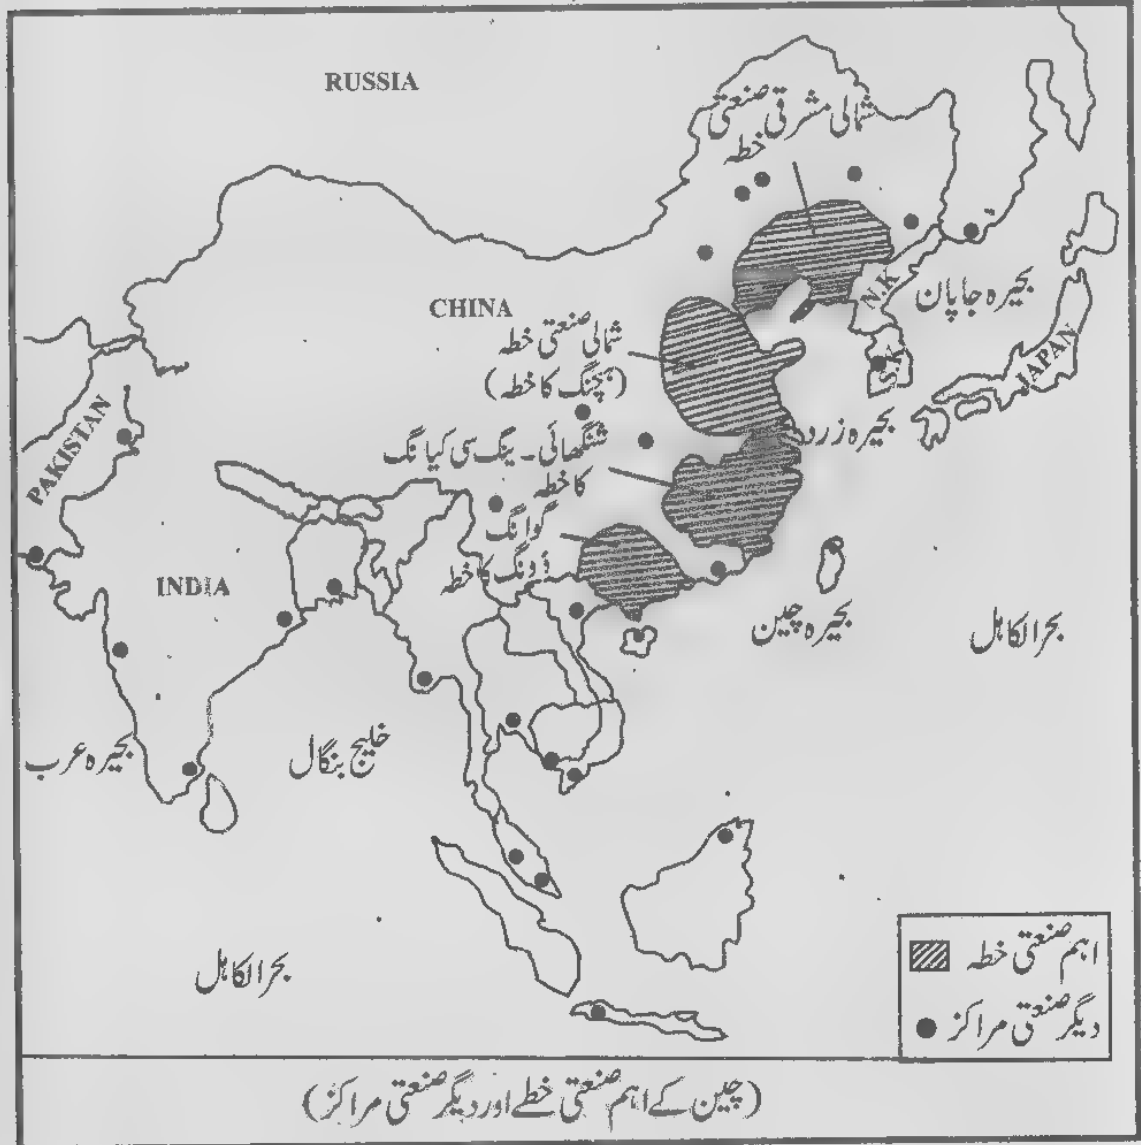 RUSSIA
شمالی مشرقی صنعتی
خطہ
CHINA
شمالی صنعتی خطہ
(بیجنگ کا خطہ)
N.K
بحیرہ جاپان
S.K
JAPAN
بحیرہ زرد
PAKISTAN
شنگھائی۔ینگ سی کیانگ
کا خطہ
گوانگ
ڈونگ کا خطہ
INDIA
بحیرہ چین
بحرالکاہل
بحیرہ عرب
خلیج بنگال
بحرالکاہل
اہم صنعتی خطہ
دیگر صنعتی مراکز
(چین کے اہم صنعتی خطے اور دیگر صنعتی مراکز)